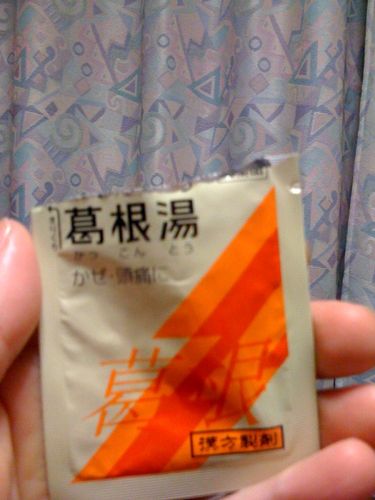 葛根湯
かっこんとう
かぜ・頭痛に
葛根
漢方製剤